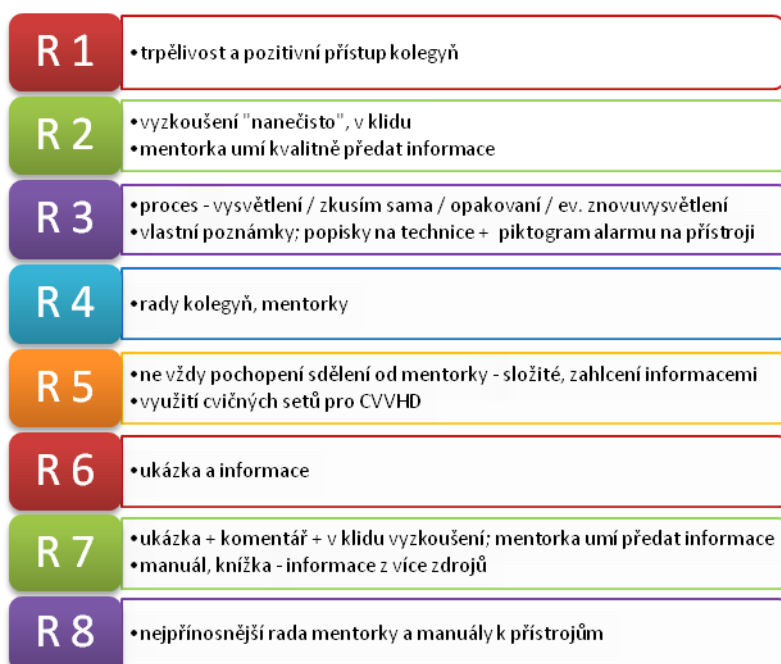 R 1
•trpělivost a pozitivní přístup kolegyň
R 2
•vyzkoušení "nanečisto", v klidu
•mentorka umí kvalitně předat informace
R 3
•proces - vysvětlení / zkusím sama / opakovaní / ev. znovuvysvětlení
•vlastní poznámky; popisky na technice + piktogram alarmu na přístroji
R 4
•rady kolegyň, mentorky
R 5
•ne vždy pochopení sdělení od mentorky - složité, zahlcení informacemi
•využití cvičných setů pro CVVHD
R 6
•ukázka a informace
R 7
•ukázka + komentář + v klidu vyzkoušení; mentorka umí předat informace
•manuál, knížka - informace z více zdrojů
R 8
•nejpřínosnější rada mentorky a manuály k přístrojům